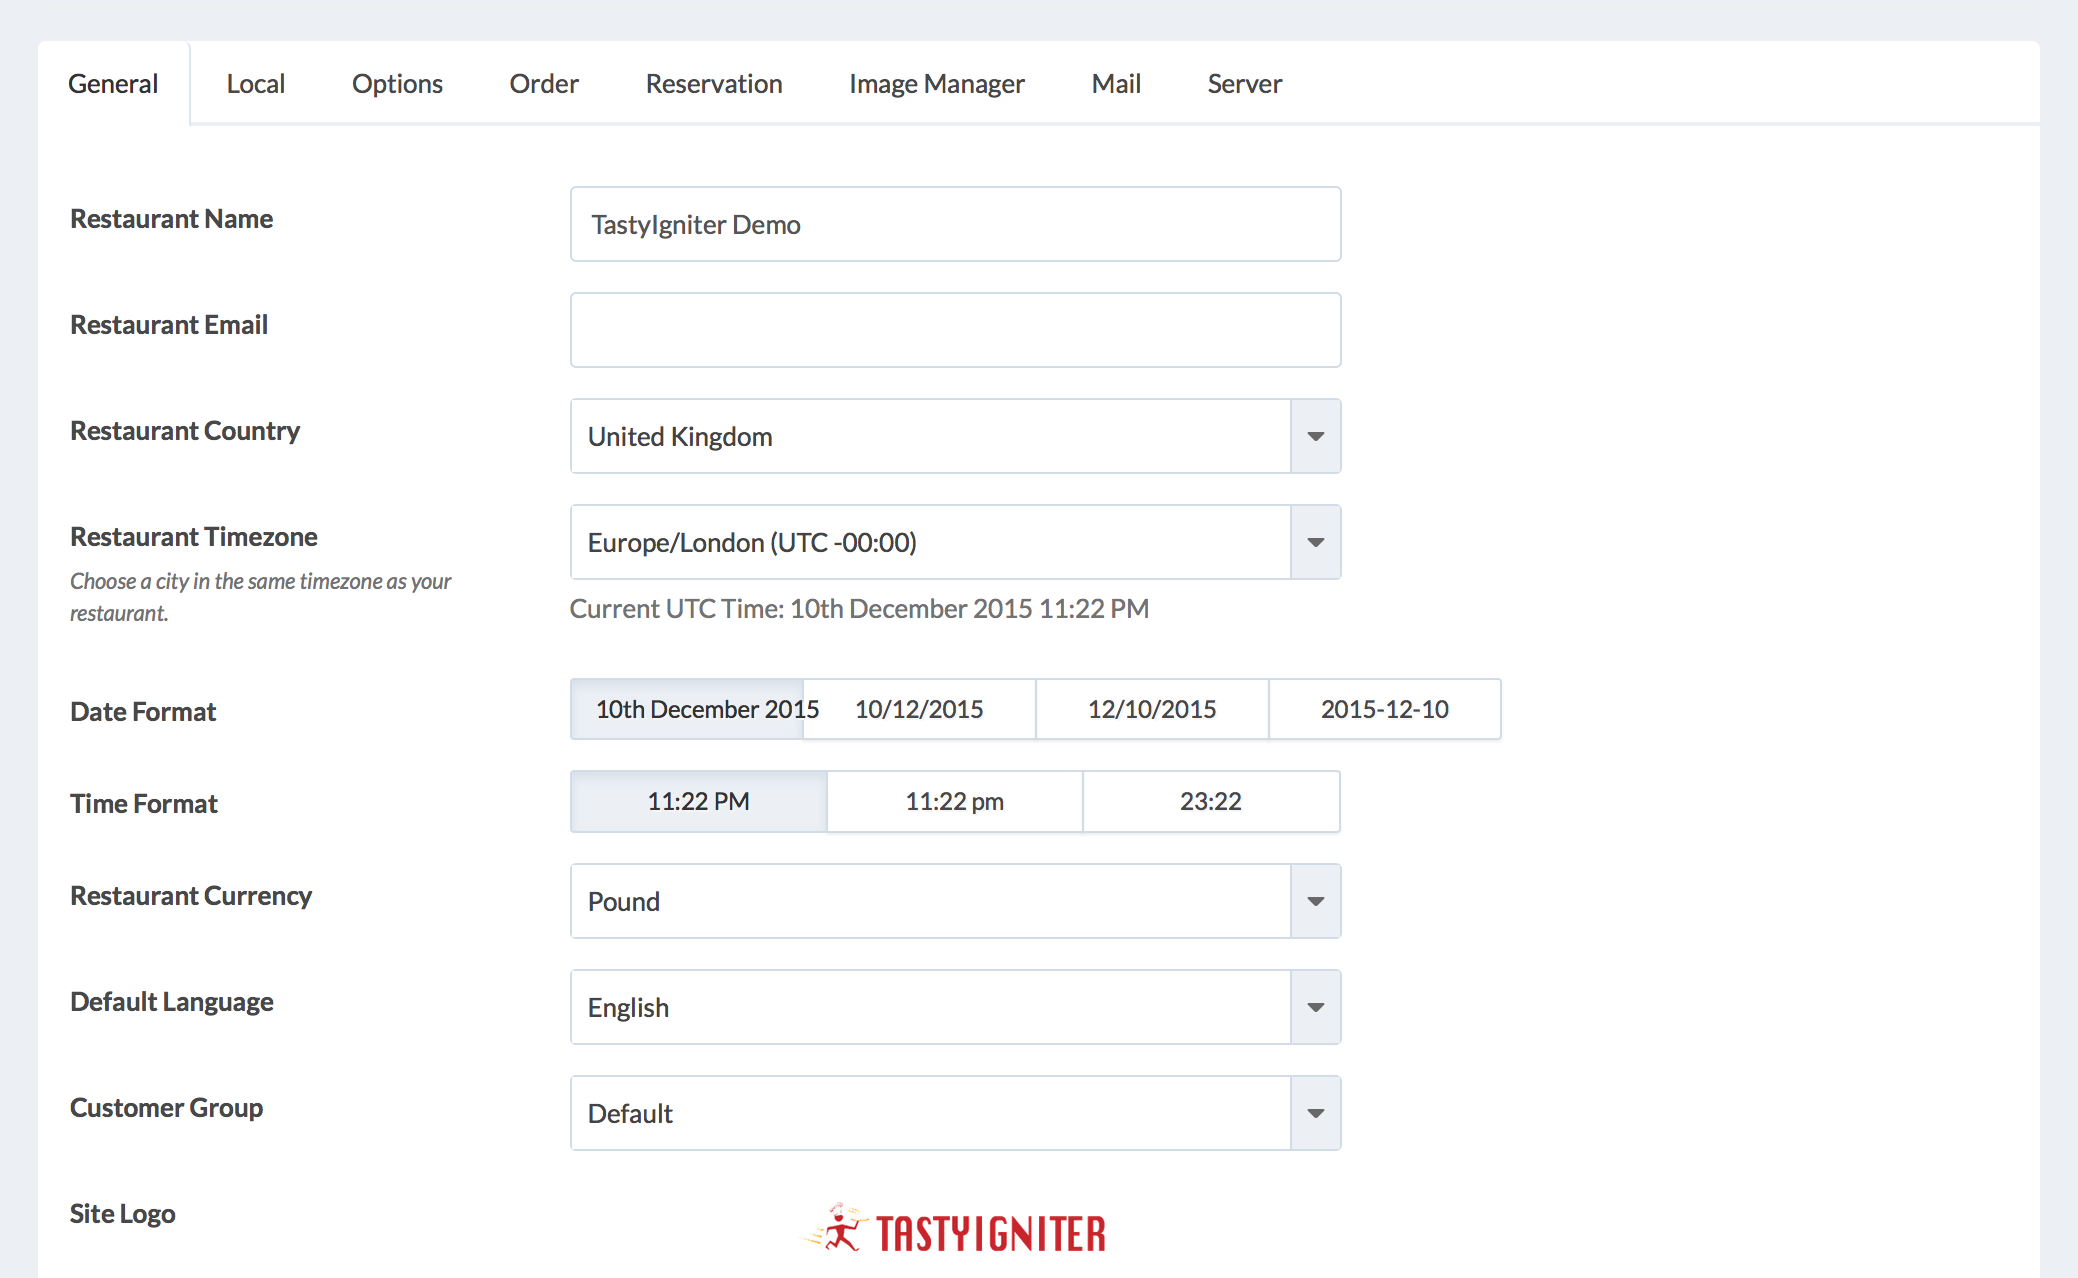 General Local Options Order Reservation Image Manager Mail Server
Restaurant Name TastyIgniter Demo
Restaurant Email
Restaurant Country United Kingdom
Restaurant Timezone Europe/London (UTC -00:00)
Choose a city in the same timezone as your
restaurant.
Current UTC Time: 10th December 2015 11:22 PM
Date Format 10th December 2015 10/12/2015 12/10/2015 2015-12-10
Time Format 11:22 PM 11:22 pm 23:22
Restaurant Currency Pound
Default Language English
Customer Group Default
Site Logo TASTYIGNITER